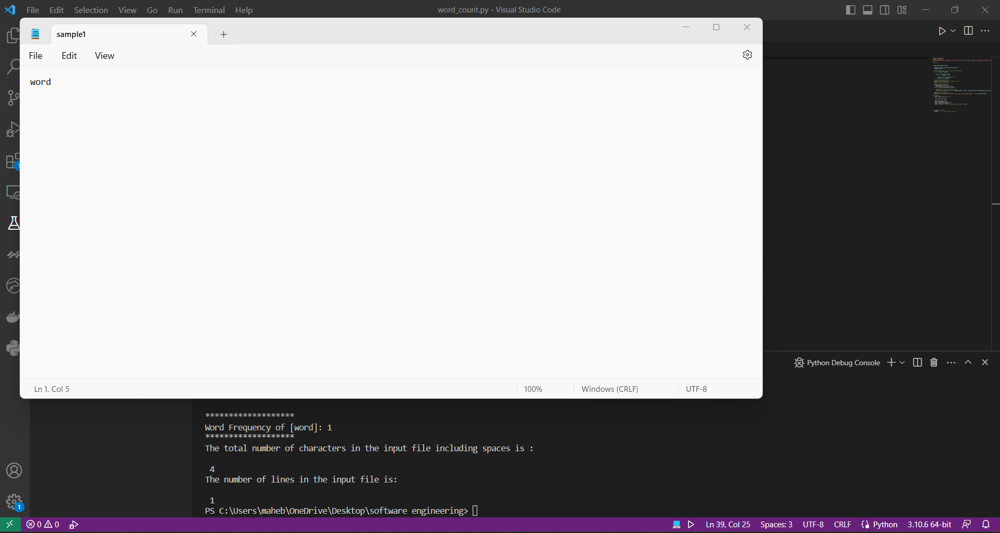 File Edit Selection View Go Run Terminal Help
word_count.py - Visual Studio Code
sample1
File Edit View
word
Ln 1, Col 5
100%
Windows (CRLF)
UTF-8
1
Python Debug Console
*******************
Word Frequency of [word]: 1
*******************
The total number of characters in the input file including spaces is :
4
The number of lines in the input file is:
1
PS C:\Users\maheb\OneDrive\Desktop\software engineering>
1
0 0
Ln 39, Col 25
Spaces: 3
UTF-8
CRLF
Python
3.10.6 64-bit